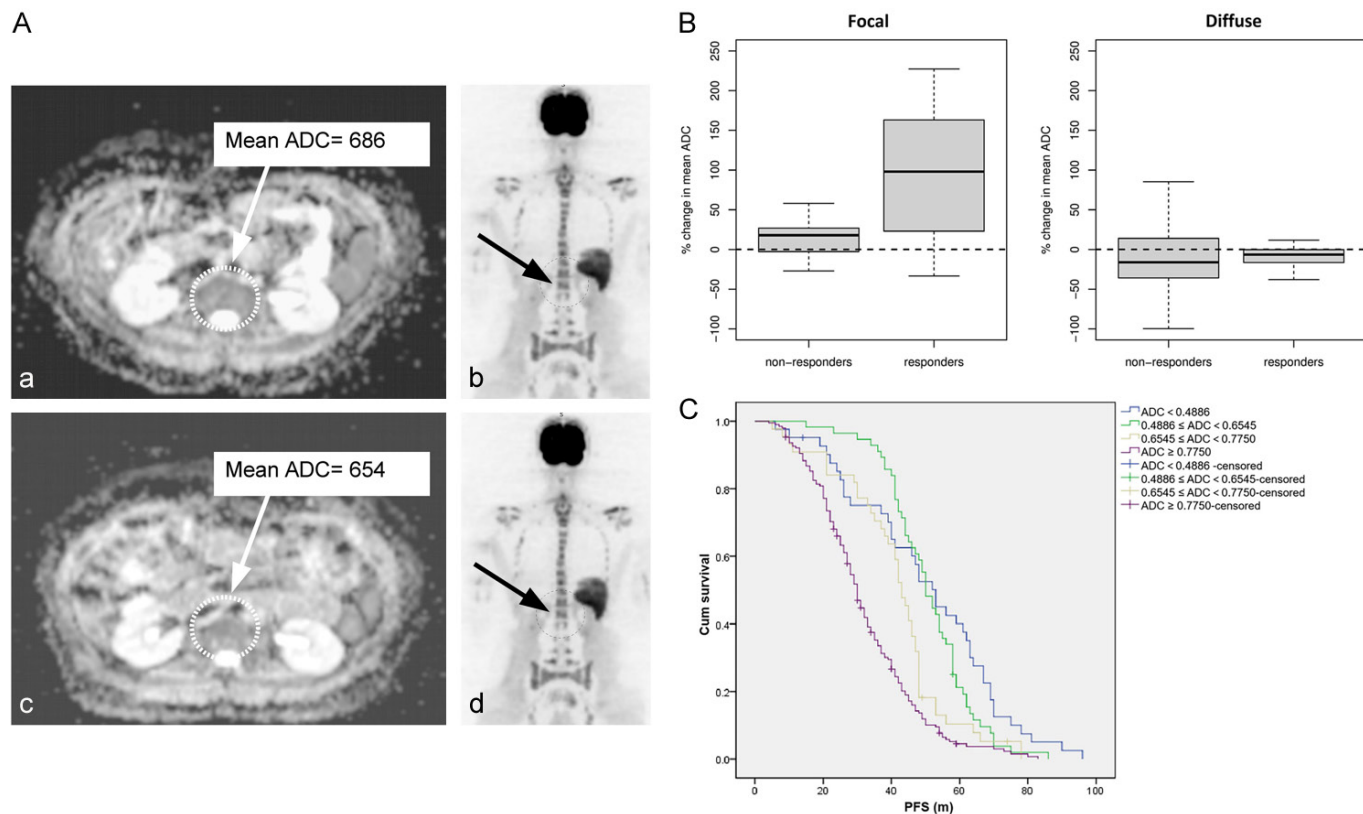 A
Mean ADC= 686
a
b
Mean ADC= 654
c
d
B
Focal
% change in mean ADC
250
200
150
100
50
0
−50
−100
non−responders
responders
Diffuse
% change in mean ADC
250
200
150
100
50
0
−50
−100
non−responders
responders
C
Cum survival
1.0
0.8
0.6
0.4
0.2
0.0
0
20
40
60
80
100
PFS (m)
ADC < 0.4886
0.4886 ≤ ADC < 0.6545
0.6545 ≤ ADC < 0.7750
ADC ≥ 0.7750
ADC < 0.4886 -censored
0.4886 ≤ ADC < 0.6545-censored
0.6545 ≤ ADC < 0.7750-censored
ADC ≥ 0.7750-censored